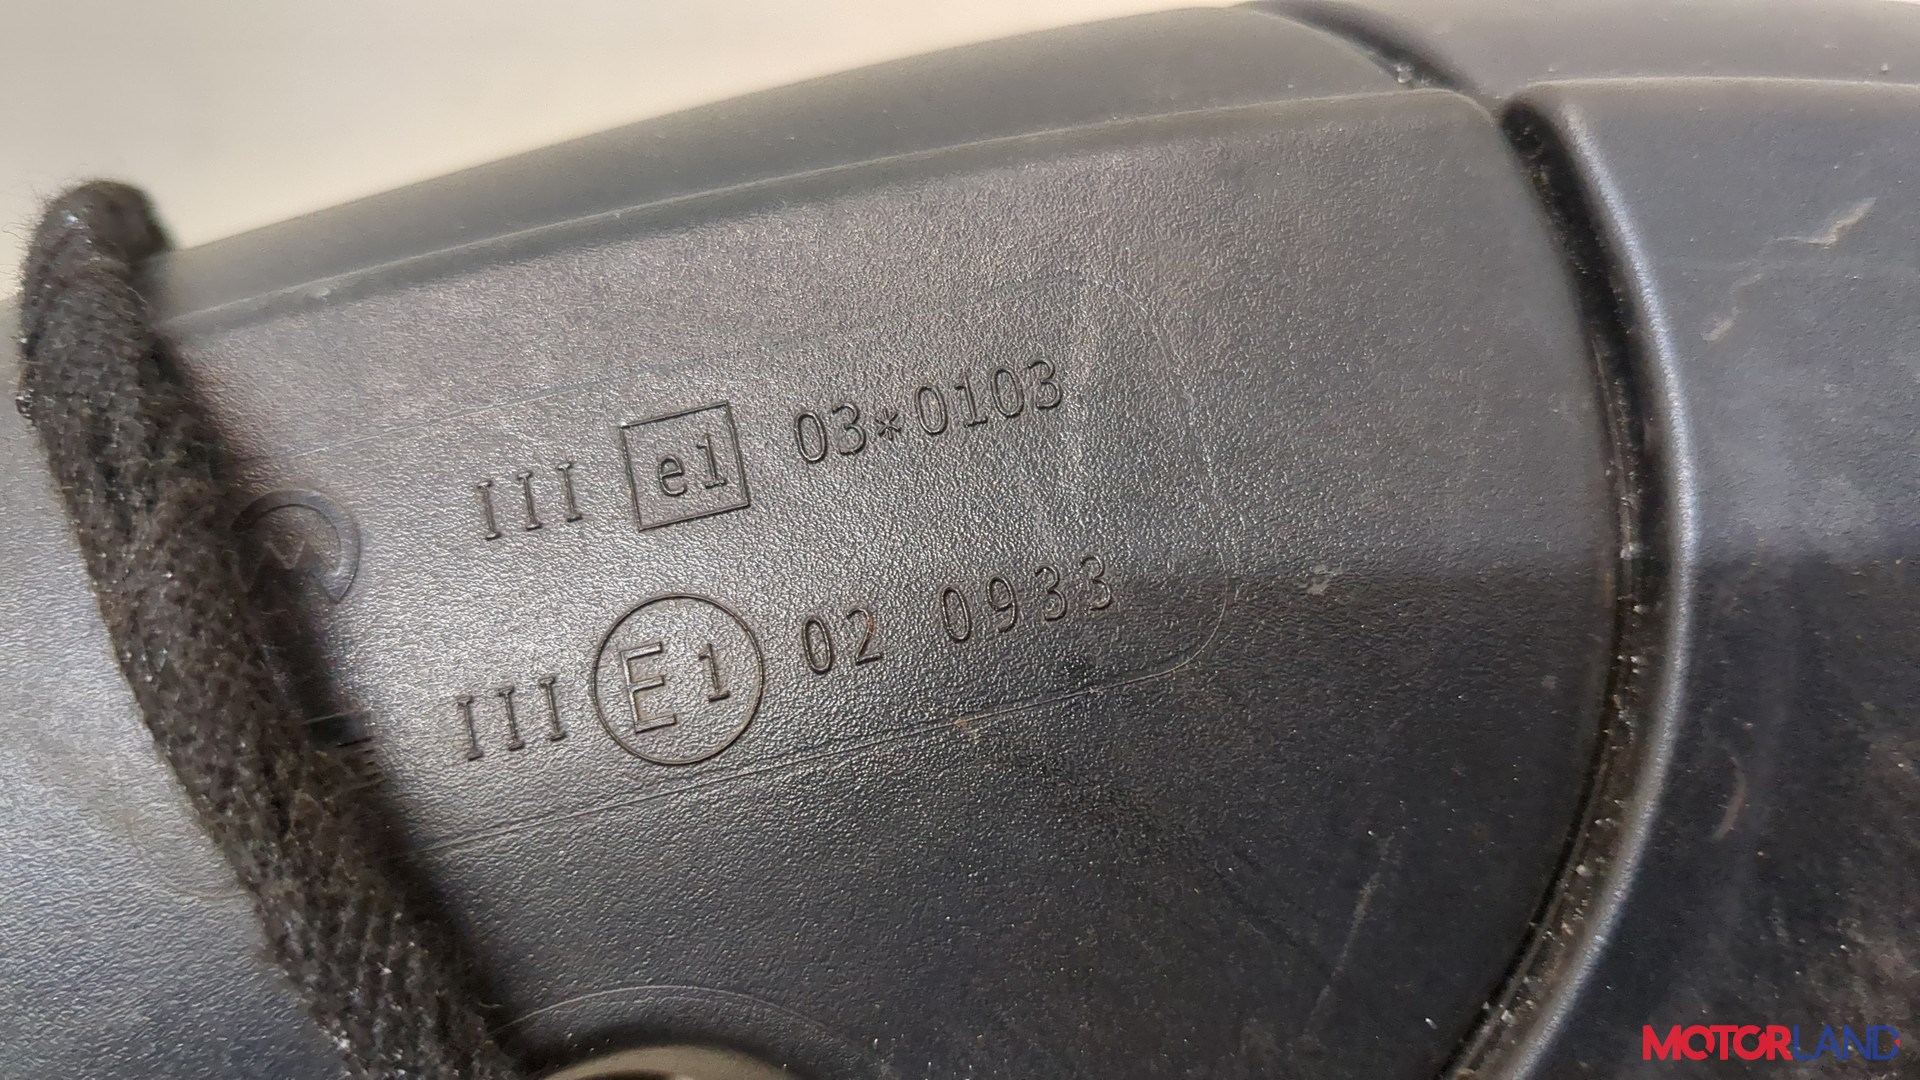 III e1 03*0103
III E1 02 0933
MOTORLAND